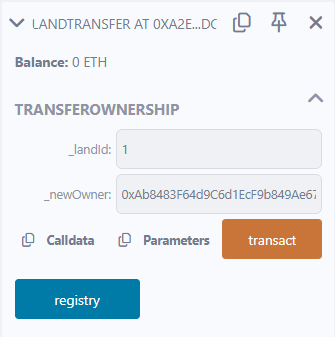 LANDTRANSFER AT 0XA2E...DC
Balance: 0 ETH
TRANSFEROWNERSHIP
_landId: 1
_newOwner: 0xAb8483F64d9C6d1EcF9b849Ae67
Calldata Parameters transact
registry